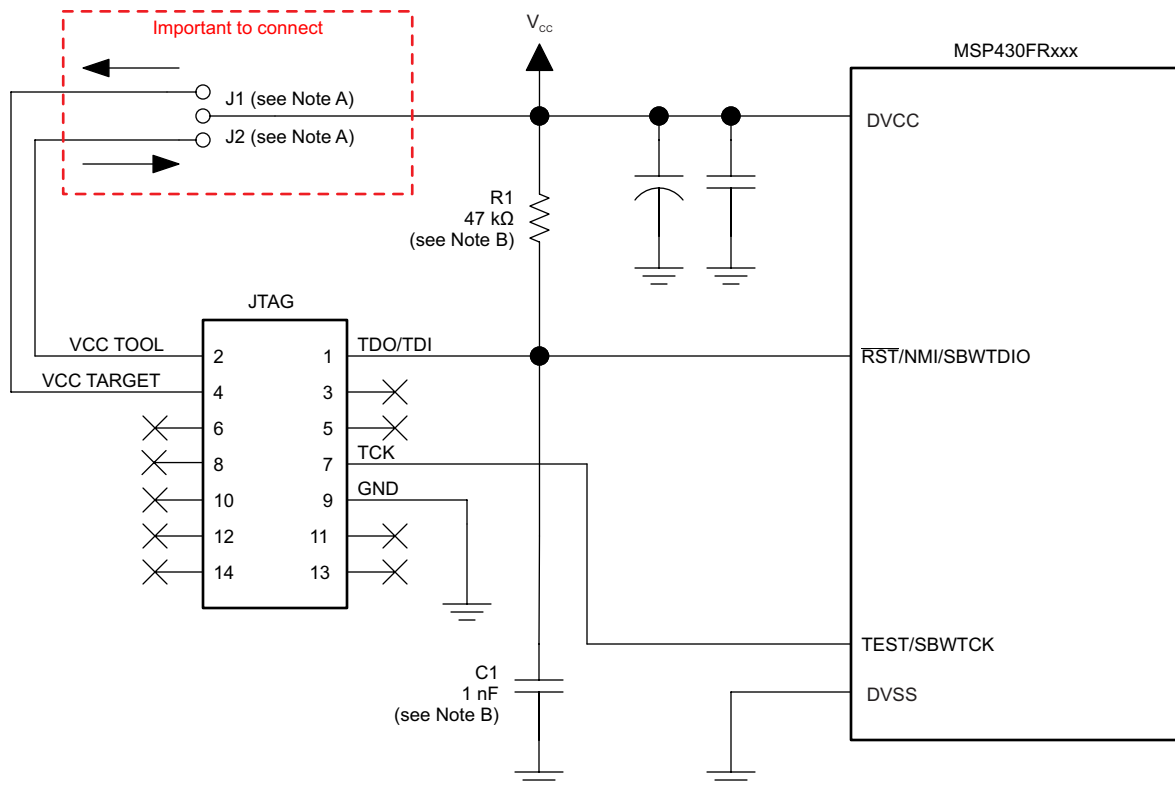 Important to connect
V_CC
MSP430FRxxx
J1 (see Note A)
J2 (see Note A)
DVCC
R1
47 kΩ
(see Note B)
JTAG
VCC TOOL
2
1
TDO/TDI
R̅S̅T̅/NMI/SBWTDIO
VCC TARGET
4
3
6
5
8
7
TCK
10
9
GND
12
11
14
13
TEST/SBWTCK
C1
1 nF
(see Note B)
DVSS